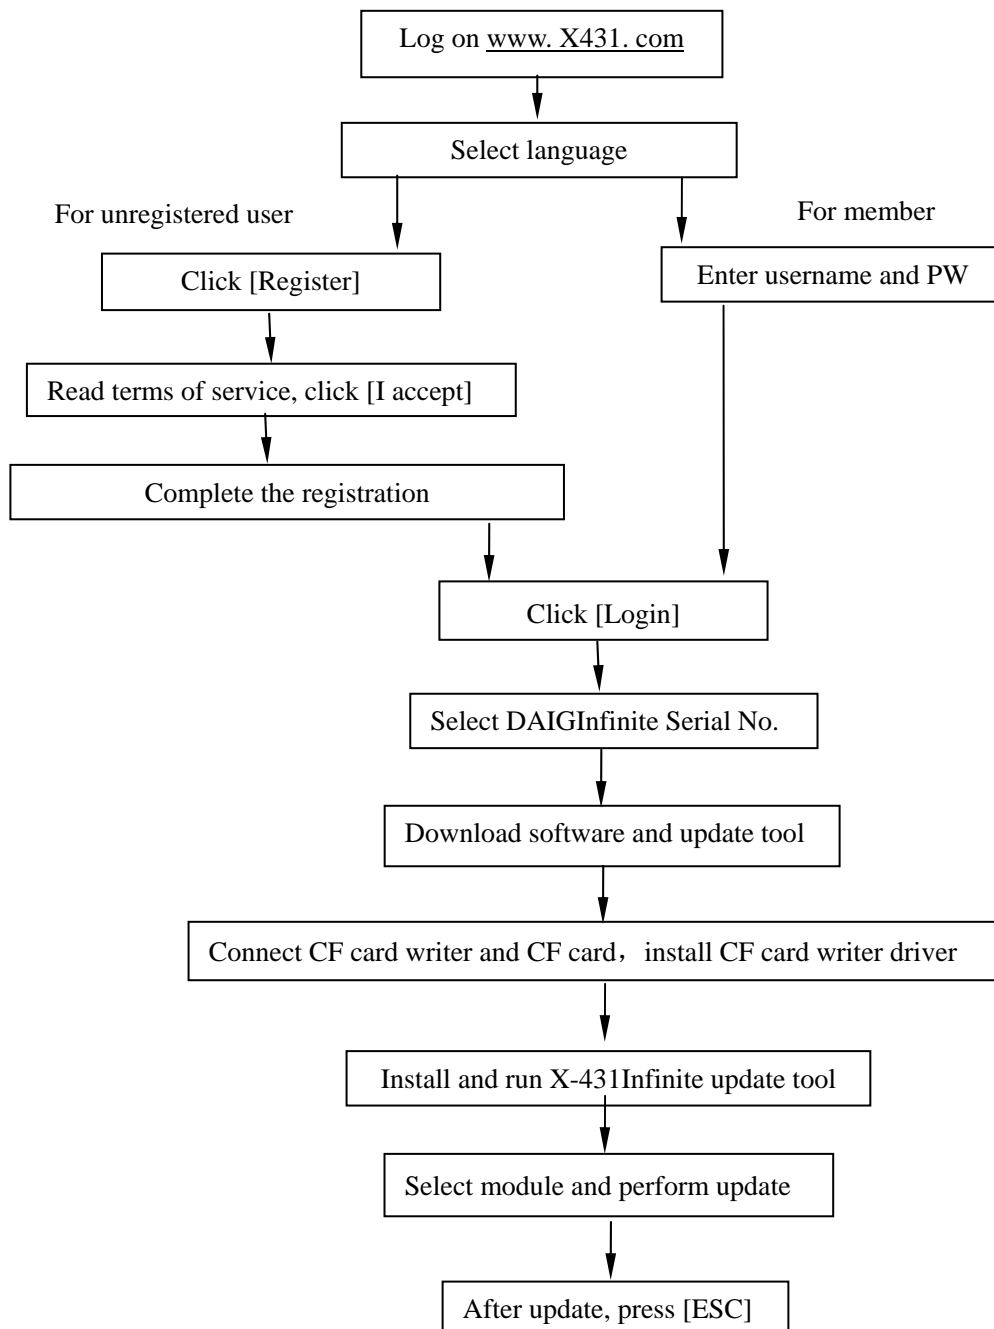 Log on www. X431. com
Select language
For unregistered user
For member
Click [Register]
Enter username and PW
Read terms of service, click [I accept]
Complete the registration
Click [Login]
Select DAIGInfinite Serial No.
Download software and update tool
Connect CF card writer and CF card，install CF card writer driver
Install and run X-431Infinite update tool
Select module and perform update
After update, press [ESC]